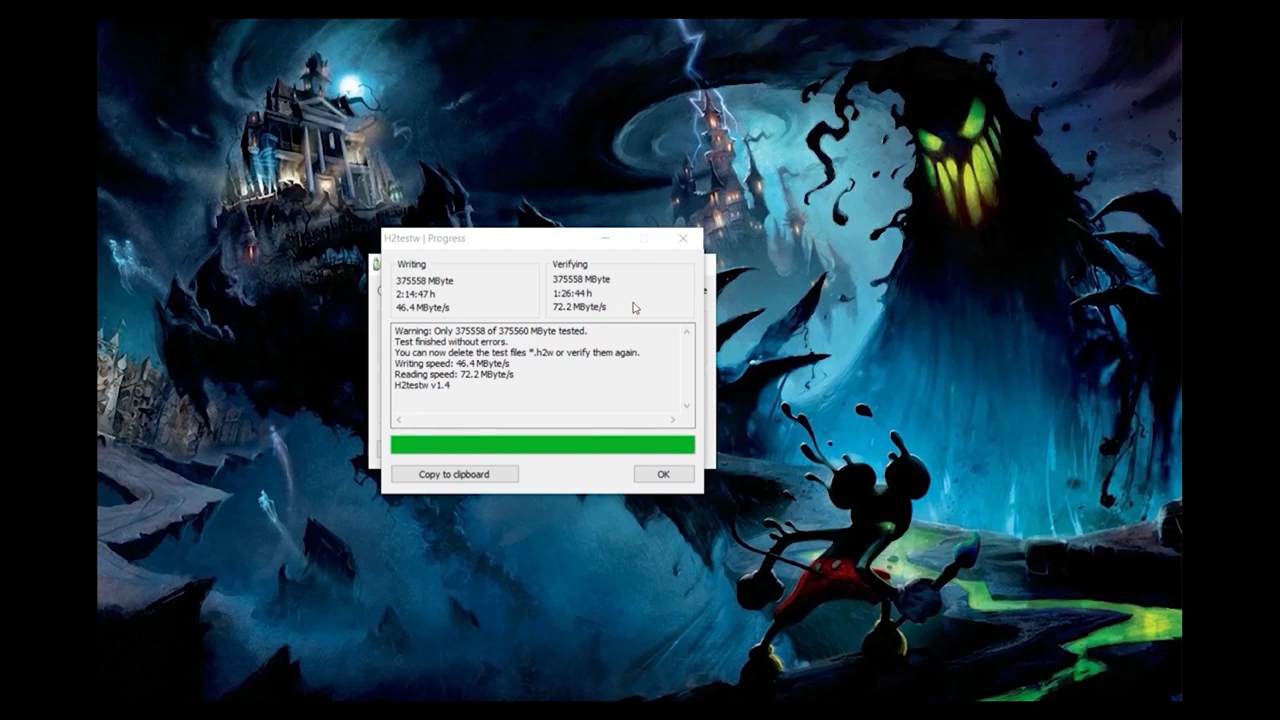 H2testw | Progress
Writing
375558 MByte
2:14:47 h
46.4 MByte/s
Verifying
375558 MByte
1:26:44 h
72.2 MByte/s
Warning: Only 375558 of 375560 MByte tested.
Test finished without errors.
You can now delete the test files *.h2w or verify them again.
Writing speed: 46.4 MByte/s
Reading speed: 72.2 MByte/s
H2testw v1.4
Copy to clipboard
OK